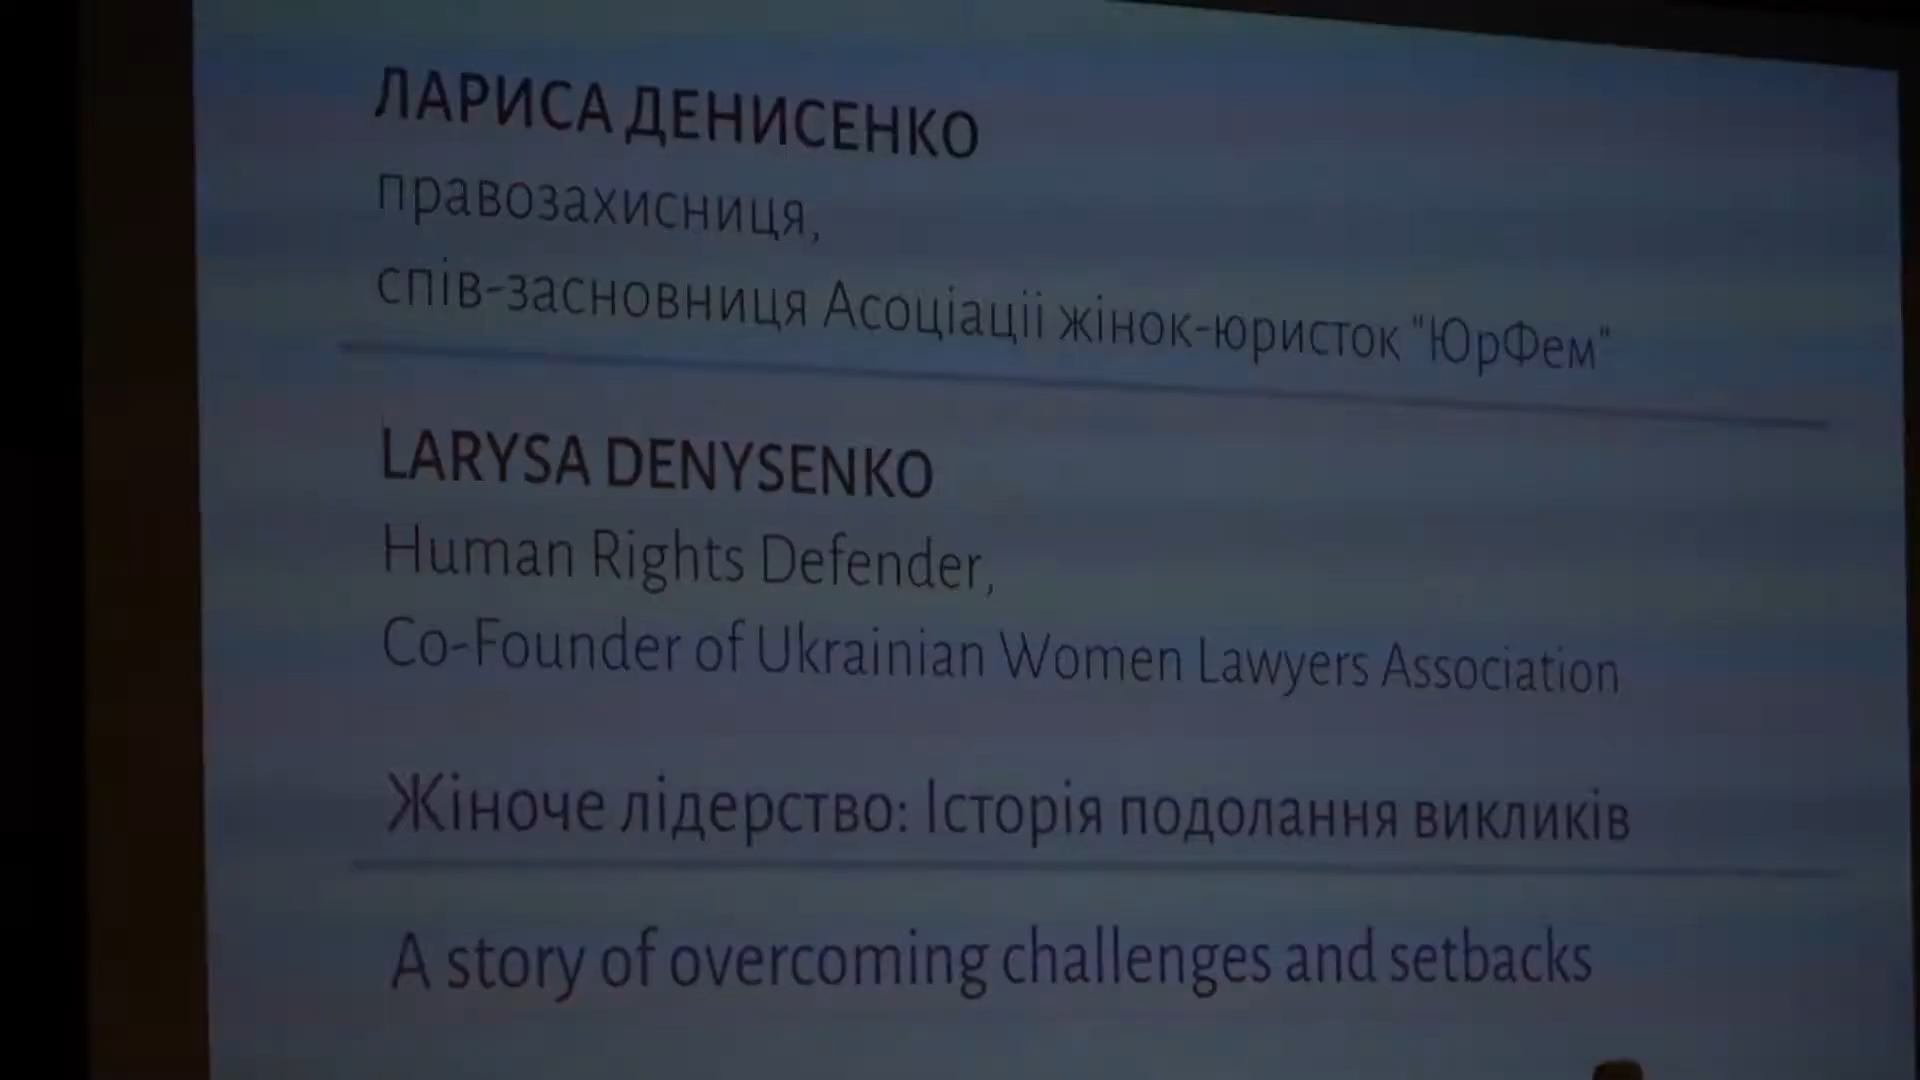 ЛАРИСА ДЕНИСЕНКО
правозахисниця,
спів-засновниця Асоціаціі жінок-юристок "ЮрФем"
LARYSA DENYSENKO
Human Rights Defender,
Co-Founder of Ukrainian Women Lawyers Association
Жіноче лідерство: Історія подолання викликів
A story of overcoming challenges and setbacks